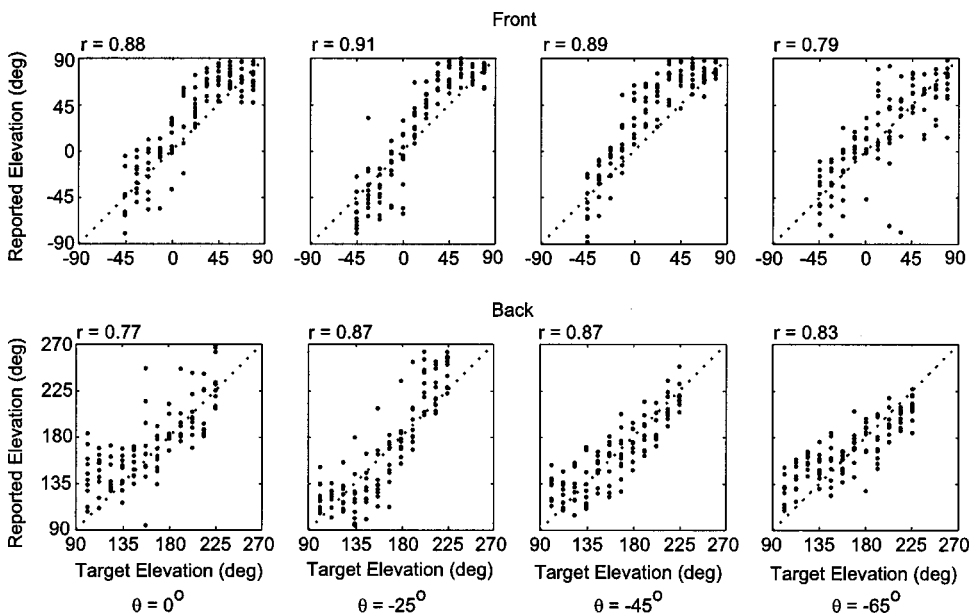 Front
r = 0.88 r = 0.91 r = 0.89 r = 0.79
Reported Elevation (deg)
90
45
0
-45
-90
-90 -45 0 45 90 -90 -45 0 45 90 -90 -45 0 45 90 -90 -45 0 45 90
Back
r = 0.77 r = 0.87 r = 0.87 r = 0.83
Reported Elevation (deg)
270
225
180
135
90
90 135 180 225 270 90 135 180 225 270 90 135 180 225 270 90 135 180 225 270
Target Elevation (deg) Target Elevation (deg) Target Elevation (deg) Target Elevation (deg)
θ = 0° θ = -25° θ = -45° θ = -65°